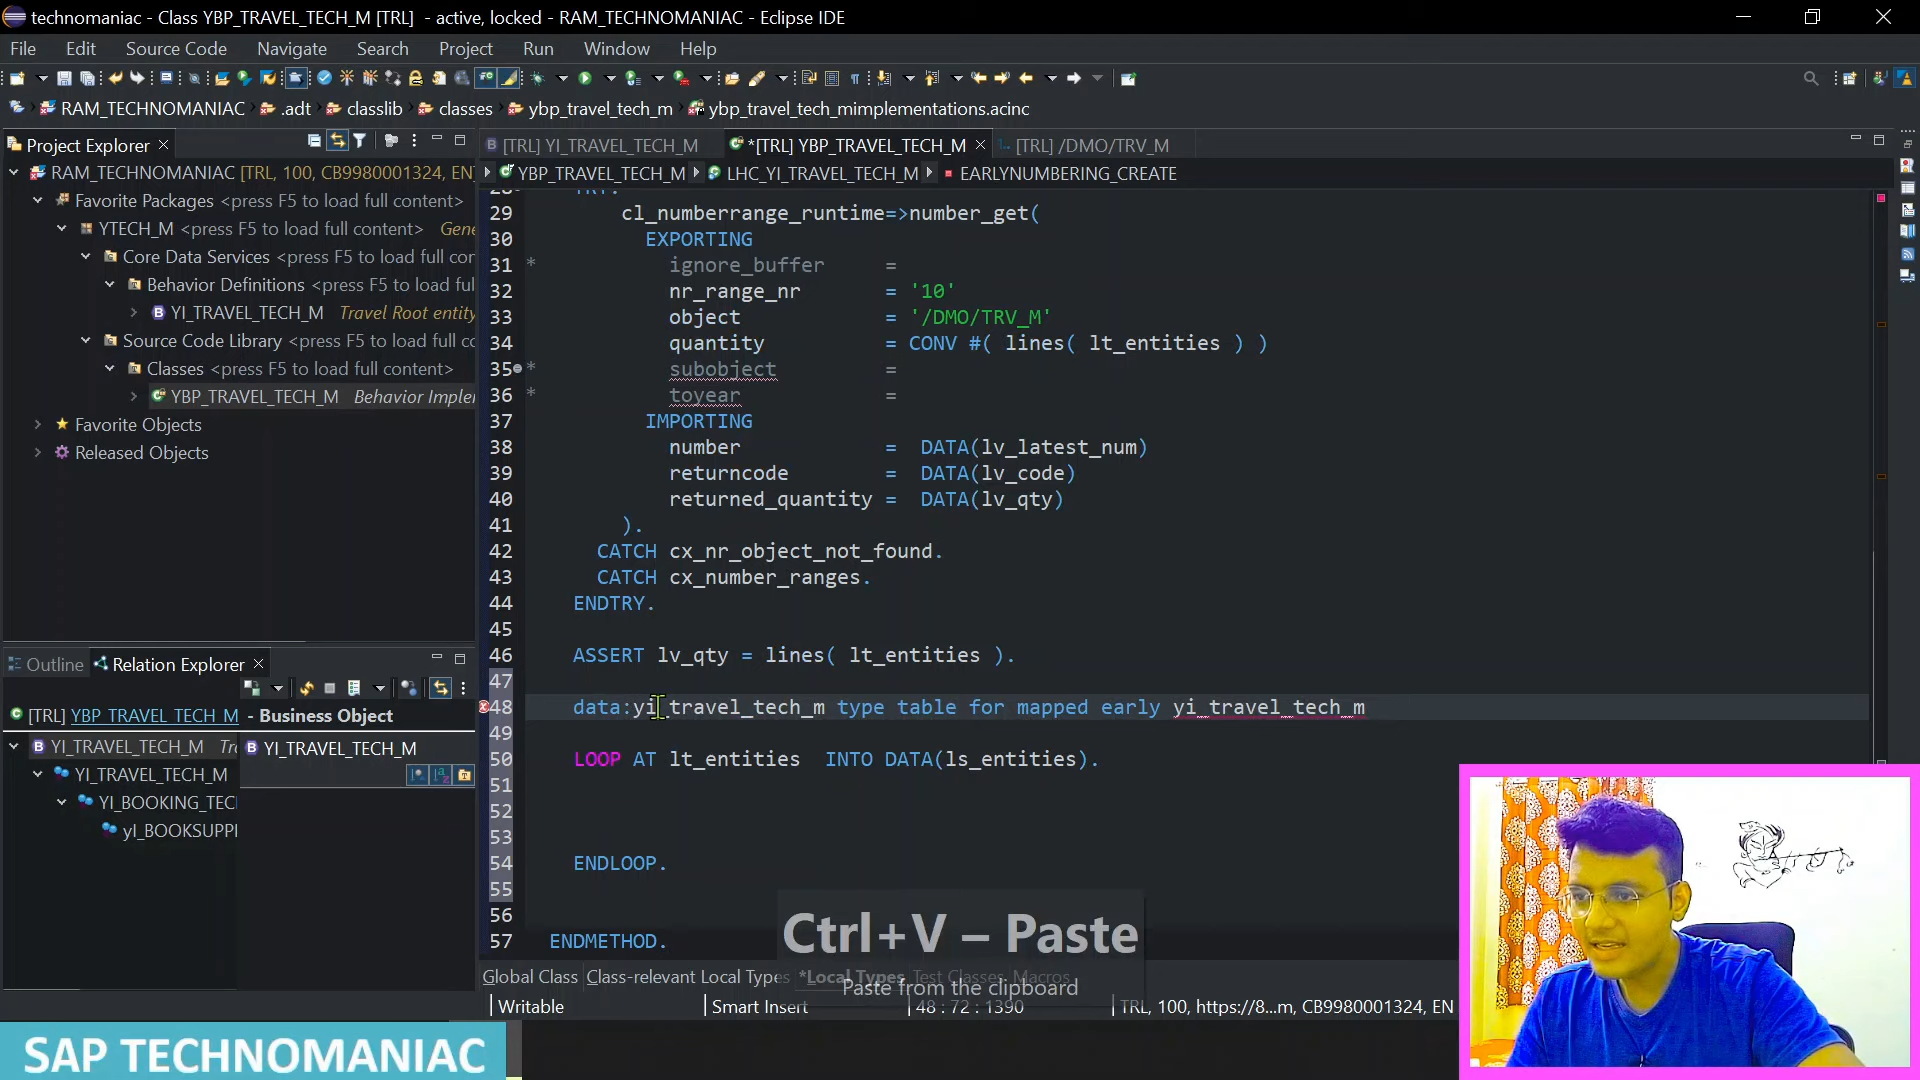 technomaniac - Class YBP_TRAVEL_TECH_M [TRL] - active, locked - RAM_TECHNOMANIAC - Eclipse IDE
File Edit Source Code Navigate Search Project Run Window Help
RAM_TECHNOMANIAC .adt classlib classes ybp_travel_tech_m ybp_travel_tech_mimplementations.acinc
Project Explorer
[TRL] YI_TRAVEL_TECH_M *[TRL] YBP_TRAVEL_TECH_M [TRL] /DMO/TRV_M
YBP_TRAVEL_TECH_M LHC_YI_TRAVEL_TECH_M EARLYNUMBERING_CREATE
RAM_TECHNOMANIAC [TRL, 100, CB9980001324, EN]
Favorite Packages <press F5 to load full content>
YTECH_M <press F5 to load full content> Gene
Core Data Services <press F5 to load full cor
Behavior Definitions <press F5 to load ful
YI_TRAVEL_TECH_M Travel Root entity
Source Code Library <press F5 to load full cc
Classes <press F5 to load full content>
YBP_TRAVEL_TECH_M Behavior Impler
Favorite Objects
Released Objects
29 cl_numberrange_runtime=>number_get(
30 EXPORTING
31 * ignore_buffer =
32 nr_range_nr = '10'
33 object = '/DMO/TRV_M'
34 quantity = CONV #( lines( lt_entities ) )
35 * subobject =
36 * toyear =
37 IMPORTING
38 number = DATA(lv_latest_num)
39 returncode = DATA(lv_code)
40 returned_quantity = DATA(lv_qty)
41 ).
42 CATCH cx_nr_object_not_found.
43 CATCH cx_number_ranges.
44 ENDTRY.
45
46 ASSERT lv_qty = lines( lt_entities ).
47
48 data:yi_travel_tech_m type table for mapped early yi_travel_tech_m
49
50 LOOP AT lt_entities INTO DATA(ls_entities).
51
52
53
54 ENDLOOP.
55
56
57 ENDMETHOD.
Outline Relation Explorer
[TRL] YBP_TRAVEL_TECH_M - Business Object
YI_TRAVEL_TECH_M YI_TRAVEL_TECH_M
YI_TRAVEL_TECH_M
YI_BOOKING_TECI
yI_BOOKSUPPI
Ctrl+V – Paste
Paste from the clipboard
Global Class Class-relevant Local Types *Local Types Test Classes Macros
Writable Smart Insert 48 : 72 : 1390 TRL, 100, https://8...m, CB9980001324, EN
SAP TECHNOMANIAC